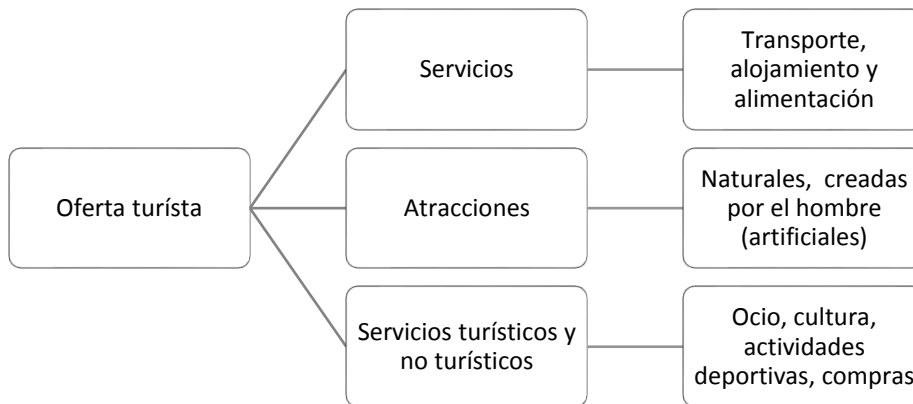 Oferta turísta
Servicios
Transporte,
alojamiento y
alimentación
Atracciones
Naturales, creadas
por el hombre
(artificiales)
Servicios turísticos y
no turísticos
Ocio, cultura,
actividades
deportivas, compras